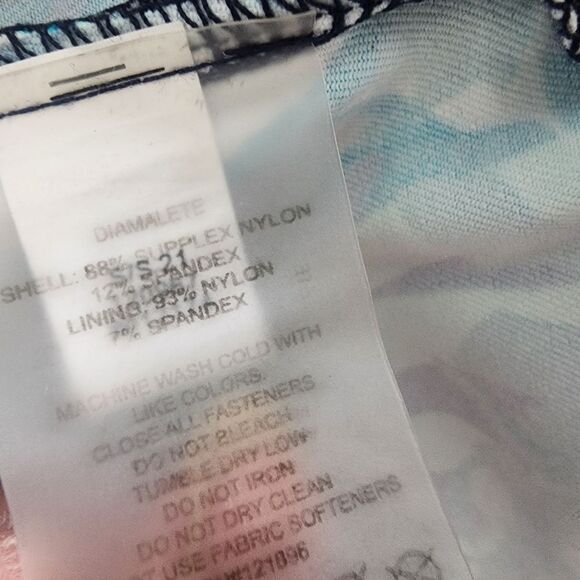 DIAMALETE
SHELL: 88% SUPPLEX NYLON
12% SPANDEX
LINING: 93% NYLON
7% SPANDEX
MACHINE WASH COLD WITH
LIKE COLORS.
CLOSE ALL FASTENERS
DO NOT BLEACH
TUMBLE DRY LOW
DO NOT IRON
DO NOT DRY CLEAN
USE FABRIC SOFTENERS
#121896
S.21